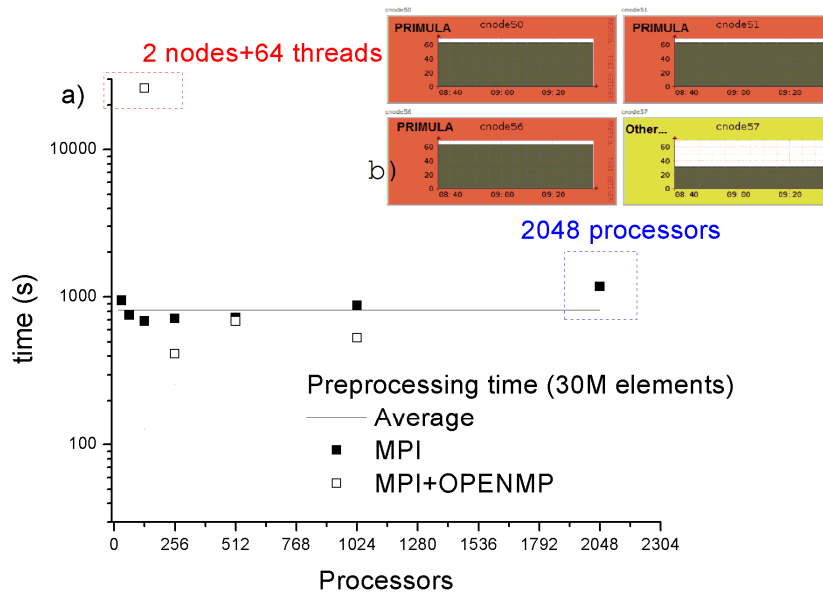 cnode50
cnode51
PRIMULA cnode50
PRIMULA cnode51
60
40
20
0
08:40 09:00 09:20
60
40
20
0
08:40 09:00 09:20
2 nodes+64 threads
a)
cnode56
cnode57
PRIMULA cnode56
Other... cnode57
60
40
20
0
08:40 09:00 09:20
60
40
20
0
08:40 09:00 09:20
b)
2048 processors
10000
1000
100
time (s)
Preprocessing time (30M elements)
Average
MPI
MPI+OPENMP
0 256 512 768 1024 1280 1536 1792 2048 2304
Processors